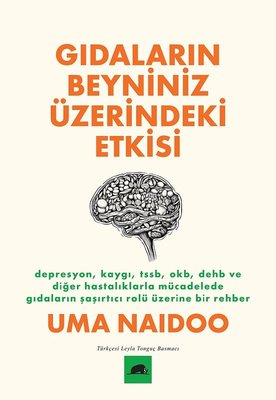 GIDALARIN
BEYNİNİZ
ÜZERİNDEKİ
ETKİSİ
depresyon, kaygı, tssb, okb, dehb ve
diğer hastalıklarla mücadelede
gıdaların şaşırtıcı rolü üzerine bir rehber
UMA NAIDOO
Türkçesi Leyla Tonguç Basmacı